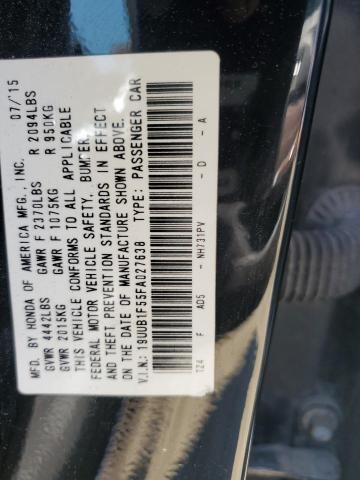 MFD. BY HONDA OF AMERICA MFG., INC. 07/'15
GVWR 4442LBS GAWR F 2370LBS R 2094LBS
GVWR 2015KG GAWR F 1075KG R 950KG
THIS VEHICLE CONFORMS TO ALL APPLICABLE
FEDERAL MOTOR VEHICLE SAFETY, BUMPER,
AND THEFT PREVENTION STANDARDS IN EFFECT
ON THE DATE OF MANUFACTURE SHOWN ABOVE.
V.I.N.: 19UUB1F55FA027638 TYPE: PASSENGER CAR
TZ4 F AD5 - NH731PV - D - A